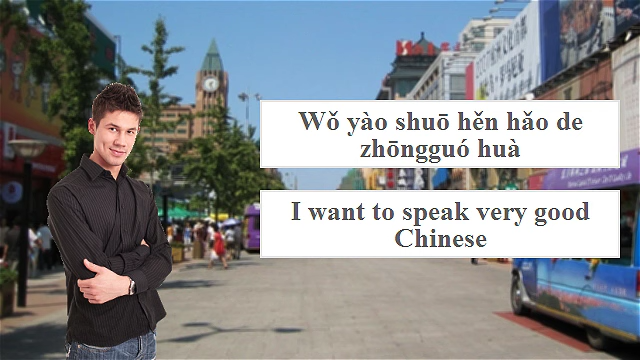 Wǒ yào shuō hěn hǎo de
zhōngguó huà
I want to speak very good
Chinese